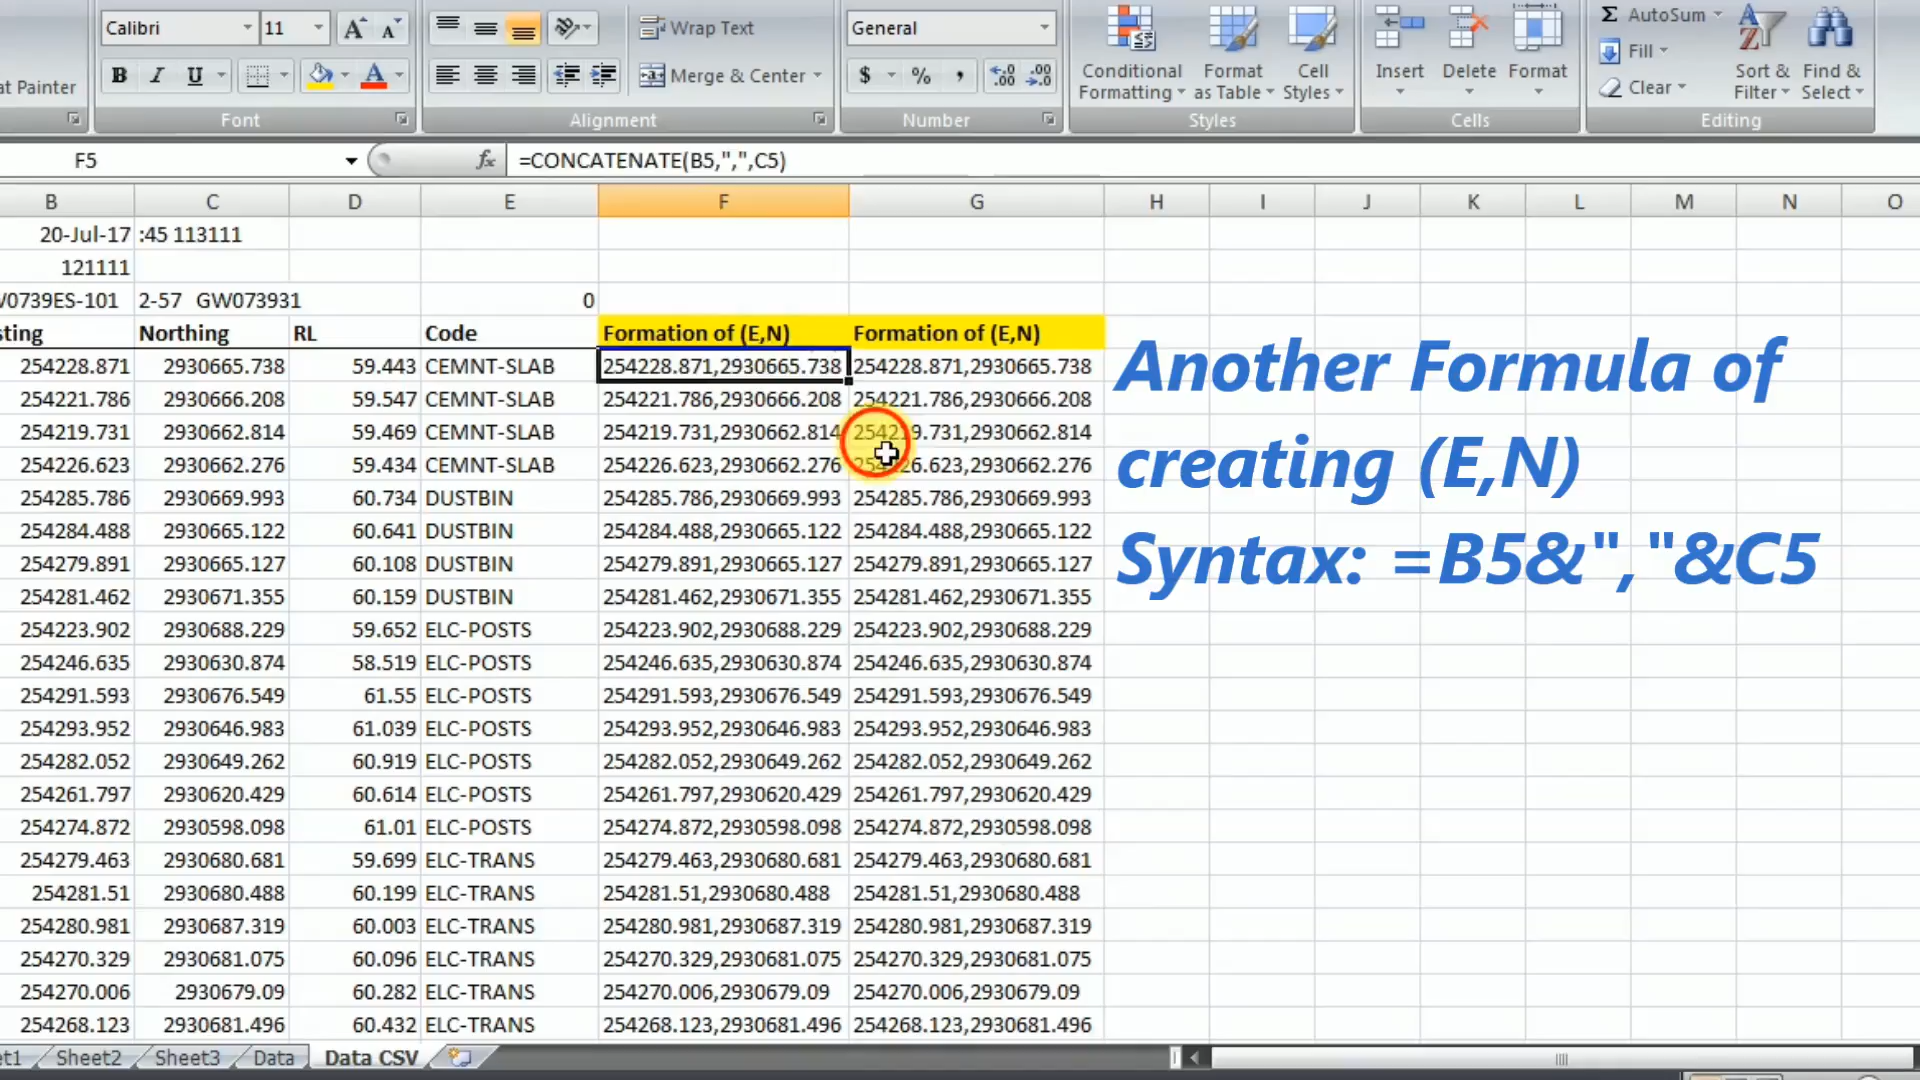 Calibri 11 Wrap Text General AutoSum
B I U Merge & Center $ % , .00 .0 Fill
at Painter Conditional Formatting Format as Table Cell Styles Insert Delete Format Clear Sort & Filter Find & Select
Font Alignment Number Styles Cells Editing
F5 fx =CONCATENATE(B5,",",C5)
B C D E F G H I J K L M N O
20-Jul-17 :45 113111
121111
0739ES-101 2-57 GW073931 0
sting Northing RL Code Formation of (E,N) Formation of (E,N)
254228.871 2930665.738 59.443 CEMNT-SLAB 254228.871,2930665.738 254228.871,2930665.738
254221.786 2930666.208 59.547 CEMNT-SLAB 254221.786,2930666.208 254221.786,2930666.208
254219.731 2930662.814 59.469 CEMNT-SLAB 254219.731,2930662.814 254219.731,2930662.814
254226.623 2930662.276 59.434 CEMNT-SLAB 254226.623,2930662.276 254226.623,2930662.276
254285.786 2930669.993 60.734 DUSTBIN 254285.786,2930669.993 254285.786,2930669.993
254284.488 2930665.122 60.641 DUSTBIN 254284.488,2930665.122 254284.488,2930665.122
254279.891 2930665.127 60.108 DUSTBIN 254279.891,2930665.127 254279.891,2930665.127
254281.462 2930671.355 60.159 DUSTBIN 254281.462,2930671.355 254281.462,2930671.355
254223.902 2930688.229 59.652 ELC-POSTS 254223.902,2930688.229 254223.902,2930688.229
254246.635 2930630.874 58.519 ELC-POSTS 254246.635,2930630.874 254246.635,2930630.874
254291.593 2930676.549 61.55 ELC-POSTS 254291.593,2930676.549 254291.593,2930676.549
254293.952 2930646.983 61.039 ELC-POSTS 254293.952,2930646.983 254293.952,2930646.983
254282.052 2930649.262 60.919 ELC-POSTS 254282.052,2930649.262 254282.052,2930649.262
254261.797 2930620.429 60.614 ELC-POSTS 254261.797,2930620.429 254261.797,2930620.429
254274.872 2930598.098 61.01 ELC-POSTS 254274.872,2930598.098 254274.872,2930598.098
254279.463 2930680.681 59.699 ELC-TRANS 254279.463,2930680.681 254279.463,2930680.681
254281.51 2930680.488 60.199 ELC-TRANS 254281.51,2930680.488 254281.51,2930680.488
254280.981 2930687.319 60.003 ELC-TRANS 254280.981,2930687.319 254280.981,2930687.319
254270.329 2930681.075 60.096 ELC-TRANS 254270.329,2930681.075 254270.329,2930681.075
254270.006 2930679.09 60.282 ELC-TRANS 254270.006,2930679.09 254270.006,2930679.09
254268.123 2930681.496 60.432 ELC-TRANS 254268.123,2930681.496 254268.123,2930681.496
Another Formula of
creating (E,N)
Syntax: =B5&","&C5
et1 Sheet2 Sheet3 Data Data CSV